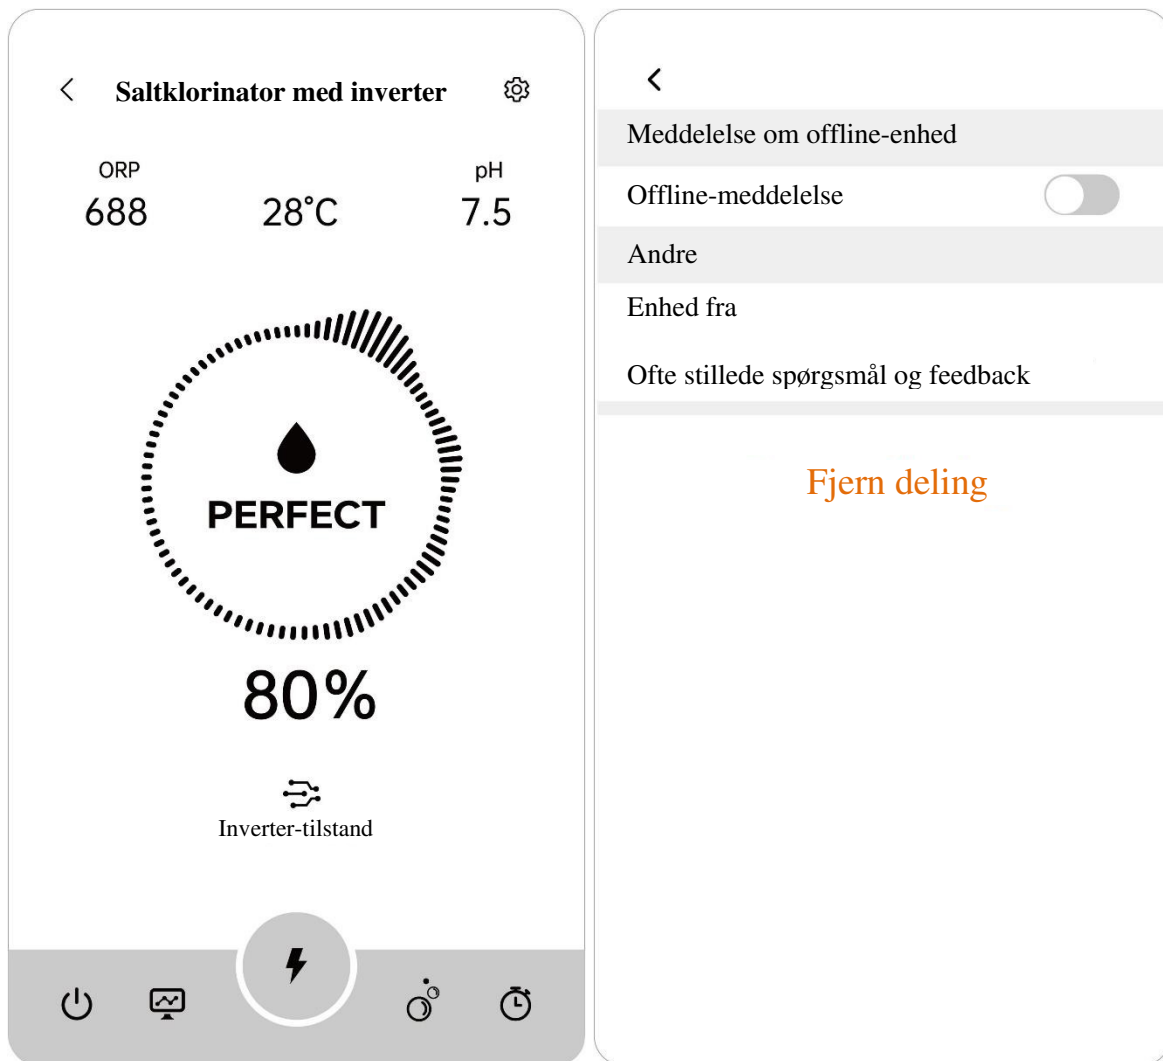 Saltklorinator med inverter
ORP
688
28°C
pH
7.5
PERFECT
80%
Inverter-tilstand
Meddelelse om offline-enhed
Offline-meddelelse
Andre
Enhed fra
Ofte stillede spørgsmål og feedback
Fjern deling